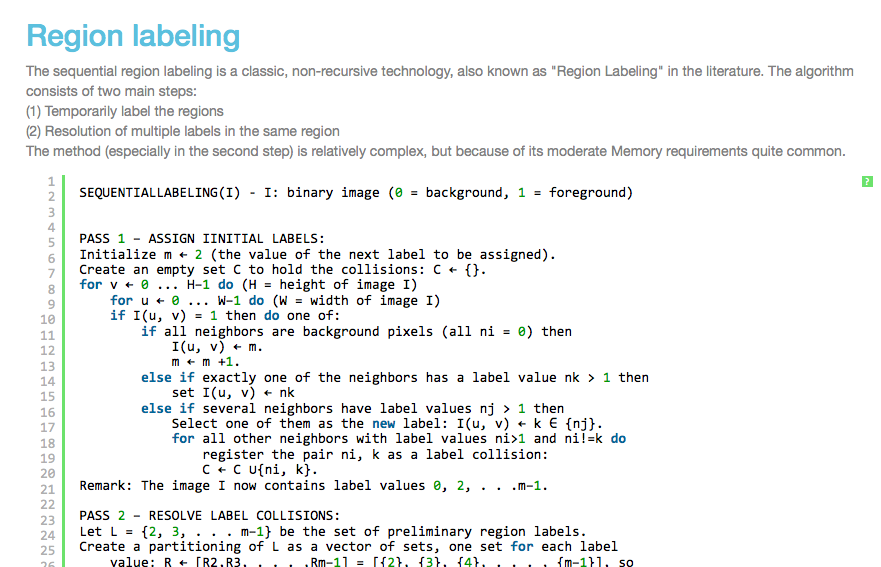 Region labeling
The sequential region labeling is a classic, non-recursive technology, also known as "Region Labeling" in the literature. The algorithm
consists of two main steps:
(1) Temporarily label the regions
(2) Resolution of multiple labels in the same region
The method (especially in the second step) is relatively complex, but because of its moderate Memory requirements quite common.
1
?
2 SEQUENTIALLABELING(I) - I: binary image (0 = background, 1 = foreground)
3
4
5 PASS 1 - ASSIGN IINITIAL LABELS:
6 Initialize m ← 2 (the value of the next label to be assigned).
7 Create an empty set C to hold the collisions: C ← {}.
8 for v ← 0 ... H-1 do (H = height of image I)
9 for u ← 0 ... W-1 do (W = width of image I)
10 if I(u, v) = 1 then do one of:
11 if all neighbors are background pixels (all ni = 0) then
12 I(u, v) ← m.
13 m ← m +1.
14 else if exactly one of the neighbors has a label value nk > 1 then
15 set I(u, v) ← nk
16 else if several neighbors have label values nj > 1 then
17 Select one of them as the new label: I(u, v) ← k ∈ {nj}.
18 for all other neighbors with label values ni>1 and ni!=k do
19 register the pair ni, k as a label collision:
20 C ← C ∪{ni, k}.
21 Remark: The image I now contains label values 0, 2, . . .m-1.
22
23 PASS 2 - RESOLVE LABEL COLLISIONS:
24 Let L = {2, 3, . . . m-1} be the set of preliminary region labels.
25 Create a partitioning of L as a vector of sets, one set for each label
26 value: R ← [R2,R3, . . . .,Rm-1] = [{2}, {3}, {4}, . . . . , {m-1}], so